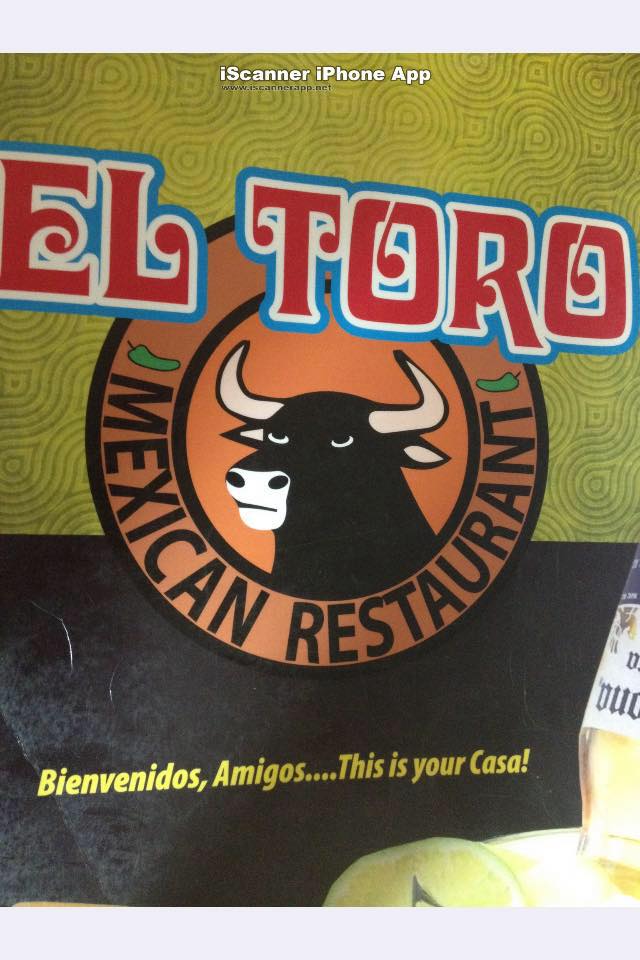 iScanner iPhone App
www.iscannerapp.net
EL TORO
MEXICAN RESTAURANT
Bienvenidos, Amigos....This is your Casa!